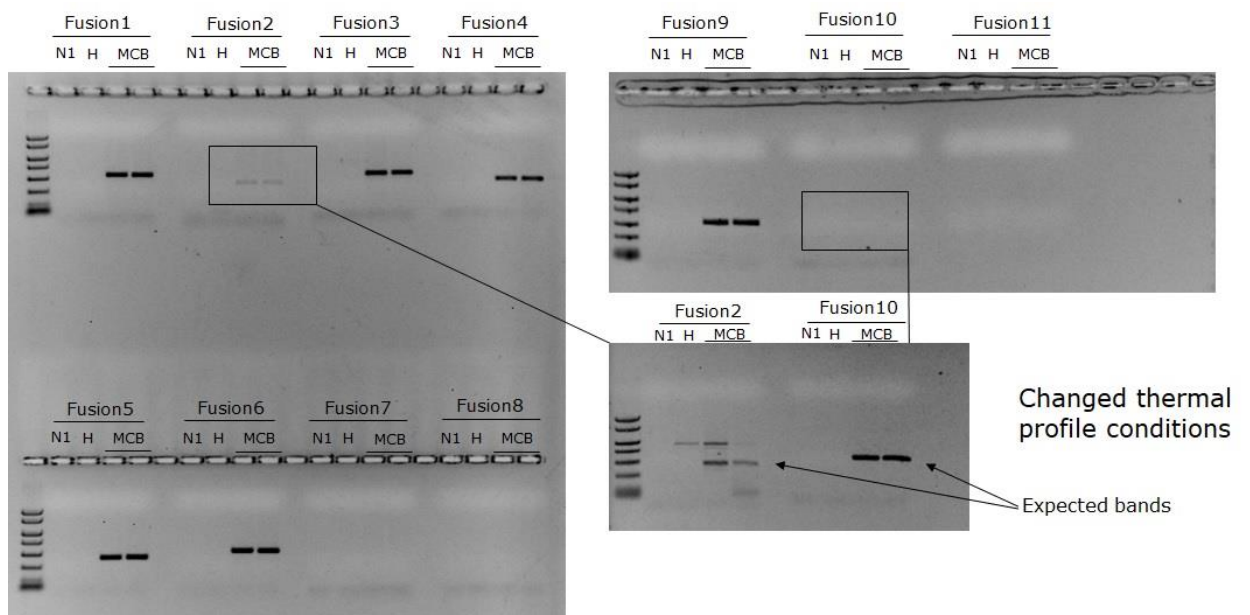 Fusion1 Fusion2 Fusion3 Fusion4
N1 H MCB N1 H MCB N1 H MCB N1 H MCB
Fusion9 Fusion10 Fusion11
N1 H MCB N1 H MCB N1 H MCB
Fusion2 Fusion10
N1 H MCB N1 H MCB
Changed thermal
profile conditions
Expected bands
Fusion5 Fusion6 Fusion7 Fusion8
N1 H MCB N1 H MCB N1 H MCB N1 H MCB